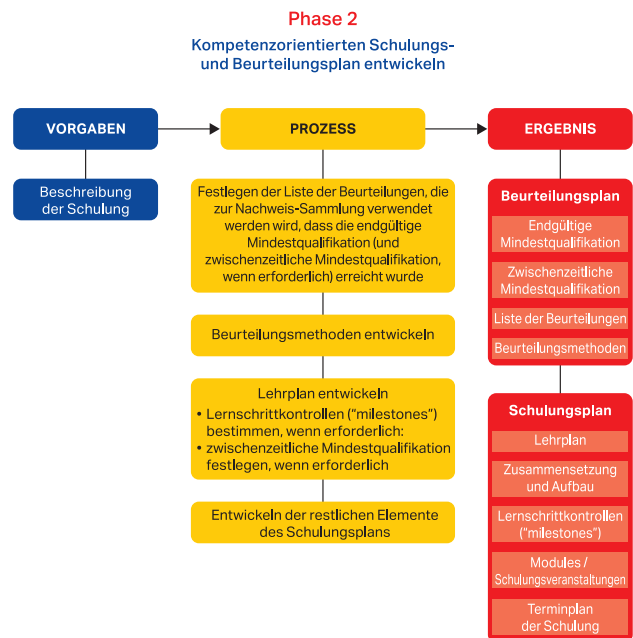 Phase 2
Kompetenzorientierten Schulungs-
und Beurteilungsplan entwickeln
VORGABEN
Beschreibung
der Schulung
PROZESS
Festlegen der Liste der Beurteilungen, die
zur Nachweis-Sammlung verwendet
werden wird, dass die endgültige
Mindestqualifikation (und
zwischenzeitliche Mindestqualifikation,
wenn erforderlich) erreicht wurde
Beurteilungsmethoden entwickeln
Lehrplan entwickeln
• Lernschrittkontrollen ("milestones")
bestimmen, wenn erforderlich:
• zwischenzeitliche Mindestqualifikation
festlegen, wenn erforderlich
Entwickeln der restlichen Elemente
des Schulungsplans
ERGEBNIS
Beurteilungsplan
Endgültige
Mindestqualifikation
Zwischenzeitliche
Mindestqualifikation
Liste der Beurteilungen
Beurteilungsmethoden
Schulungsplan
Lehrplan
Zusammensetzung
und Aufbau
Lernschrittkontrollen
("milestones")
Modules /
Schulungsveranstaltungen
Terminplan
der Schulung